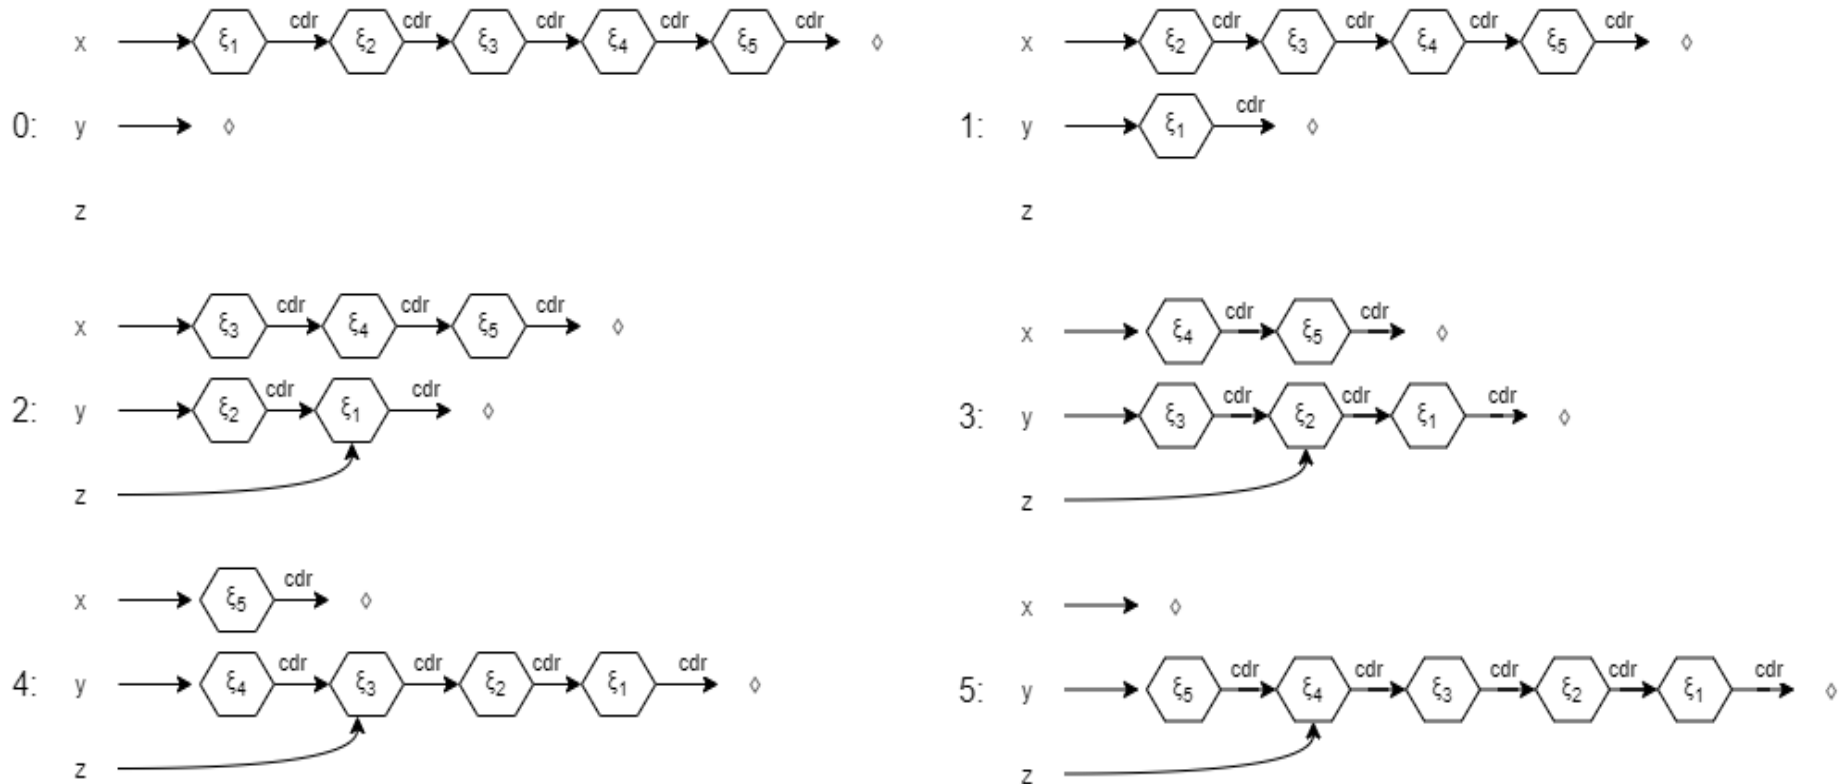 cdr cdr cdr cdr cdr
x ξ1 ξ2 ξ3 ξ4 ξ5 ◊
0: y ◊
z
cdr cdr cdr cdr
x ξ2 ξ3 ξ4 ξ5 ◊
cdr
1: y ξ1 ◊
z
cdr cdr cdr
x ξ3 ξ4 ξ5 ◊
cdr cdr
2: y ξ2 ξ1 ◊
z
cdr cdr
x ξ4 ξ5 ◊
cdr cdr cdr
3: y ξ3 ξ2 ξ1 ◊
z
cdr
x ξ5 ◊
cdr cdr cdr cdr
4: y ξ4 ξ3 ξ2 ξ1 ◊
z
x ◊
cdr cdr cdr cdr cdr
5: y ξ5 ξ4 ξ3 ξ2 ξ1 ◊
z